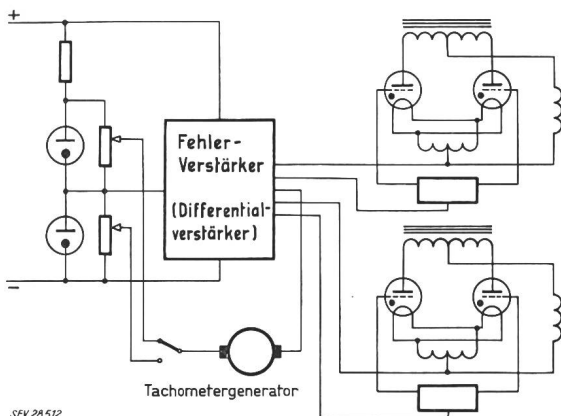 +
Fehler-
Verstärker
(Differential-
verstärker)
−
Tachometergenerator
SEV 28512